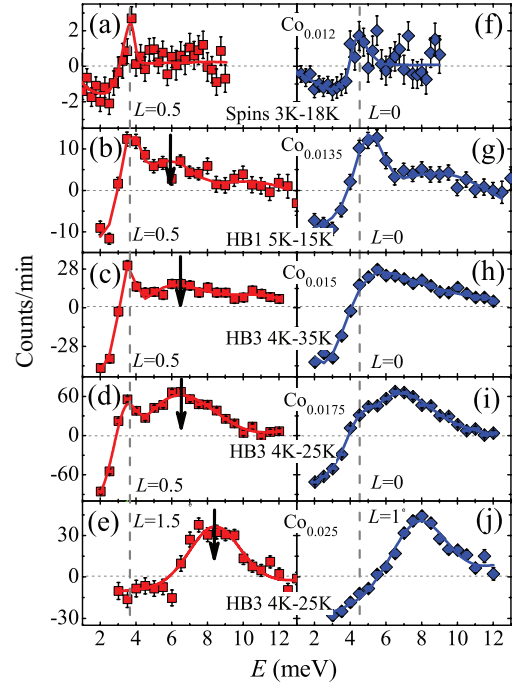 (a) Co0.012 (f)
2
0
-2
L=0.5 L=0
Spins 3K-18K
(b) Co0.0135 (g)
10
0
-10
L=0.5 L=0
HB1 5K-15K
(c) Co0.015 (h)
28
0
-28
HB3 4K-35K
L=0.5 L=0
(d) Co0.0175 (i)
60
0
-60
HB3 4K-25K
L=0.5 L=0
(e) L=1.5 Co0.025 L=1 (j)
30
0
-30
HB3 4K-25K
Counts/min
2 4 6 8 10 12 2 4 6 8 10 12
E (meV)